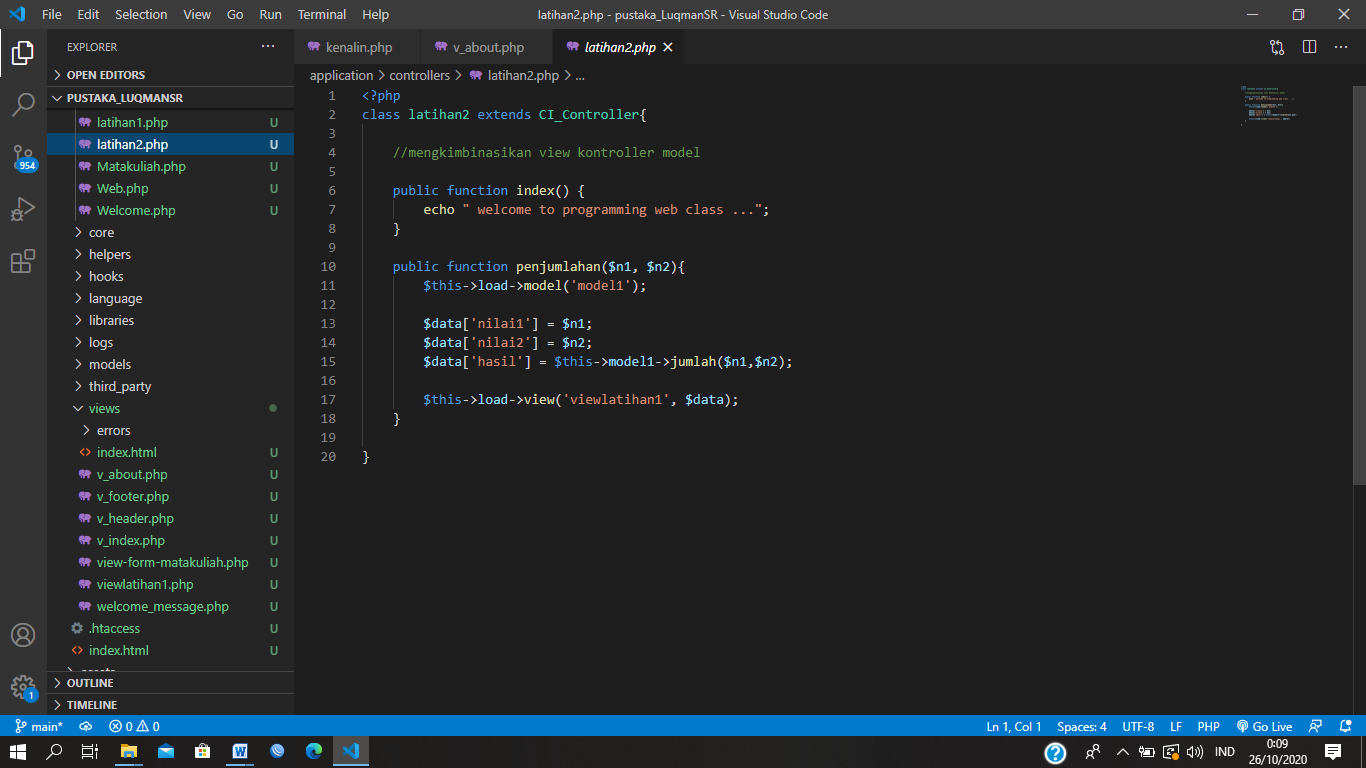 File Edit Selection View Go Run Terminal Help
latihan2.php - pustaka_LuqmanSR - Visual Studio Code
EXPLORER
OPEN EDITORS
PUSTAKA_LUQMANSR
latihan1.php U
latihan2.php U
Matakuliah.php U
Web.php U
Welcome.php U
core
helpers
hooks
language
libraries
logs
models
third_party
views
errors
index.html U
v_about.php U
v_footer.php U
v_header.php U
v_index.php U
view-form-matakuliah.php U
viewlatihan1.php U
welcome_message.php U
.htaccess U
index.html U
OUTLINE
TIMELINE
954
1
kenalin.php v_about.php latihan2.php
application > controllers > latihan2.php > ...
1 <?php
2 class latihan2 extends CI_Controller{
3
4 //mengkimbinasikan view kontroller model
5
6 public function index() {
7 echo " welcome to programming web class ...";
8 }
9
10 public function penjumlahan($n1, $n2){
11 $this->load->model('model1');
12
13 $data['nilai1'] = $n1;
14 $data['nilai2'] = $n2;
15 $data['hasil'] = $this->model1->jumlah($n1,$n2);
16
17 $this->load->view('viewlatihan1', $data);
18 }
19
20 }
main* 0 0 Ln 1, Col 1 Spaces: 4 UTF-8 LF PHP Go Live
IND 0:09
26/10/2020